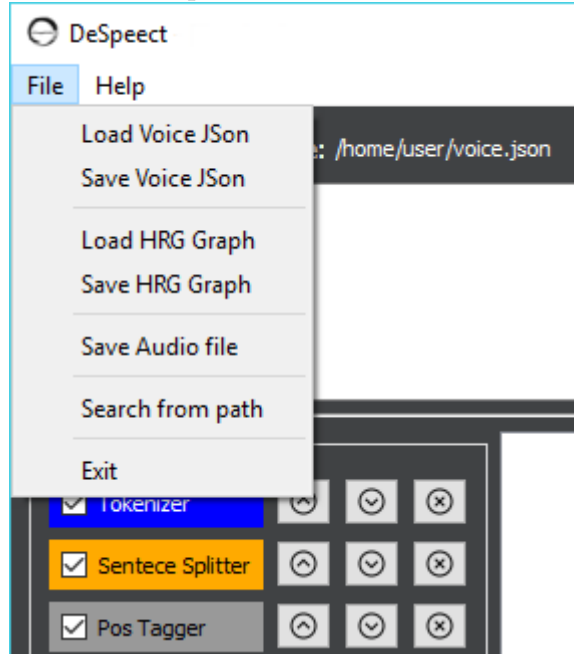 DeSpeect
File Help
Load Voice JSon
: /home/user/voice.json
Save Voice JSon
Load HRG Graph
Save HRG Graph
Save Audio file
Search from path
Exit
Tokenizer
Sentece Splitter
Pos Tagger